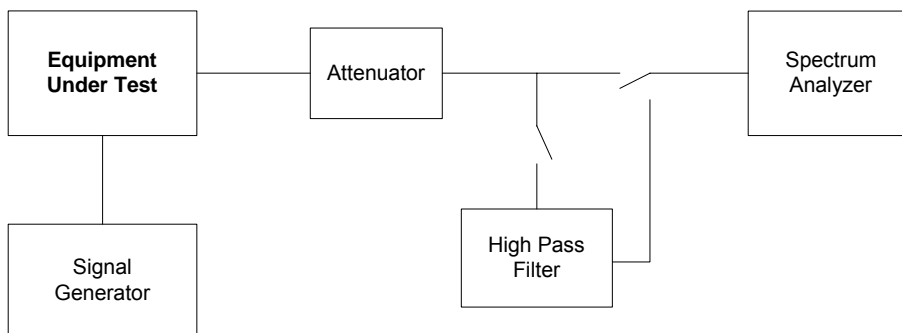 Equipment
Under Test
Attenuator
Spectrum
Analyzer
Signal
Generator
High Pass
Filter